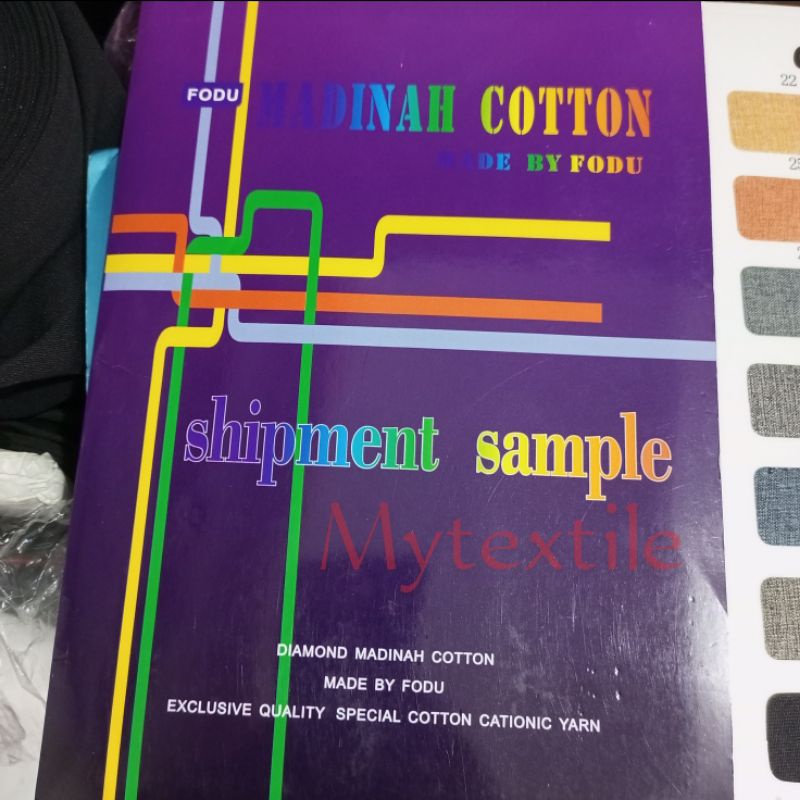 FODU MADINAH COTTON
MADE BY FODU
shipment sample
Mytextile
DIAMOND MADINAH COTTON
MADE BY FODU
EXCLUSIVE QUALITY SPECIAL COTTON CATIONIC YARN
22